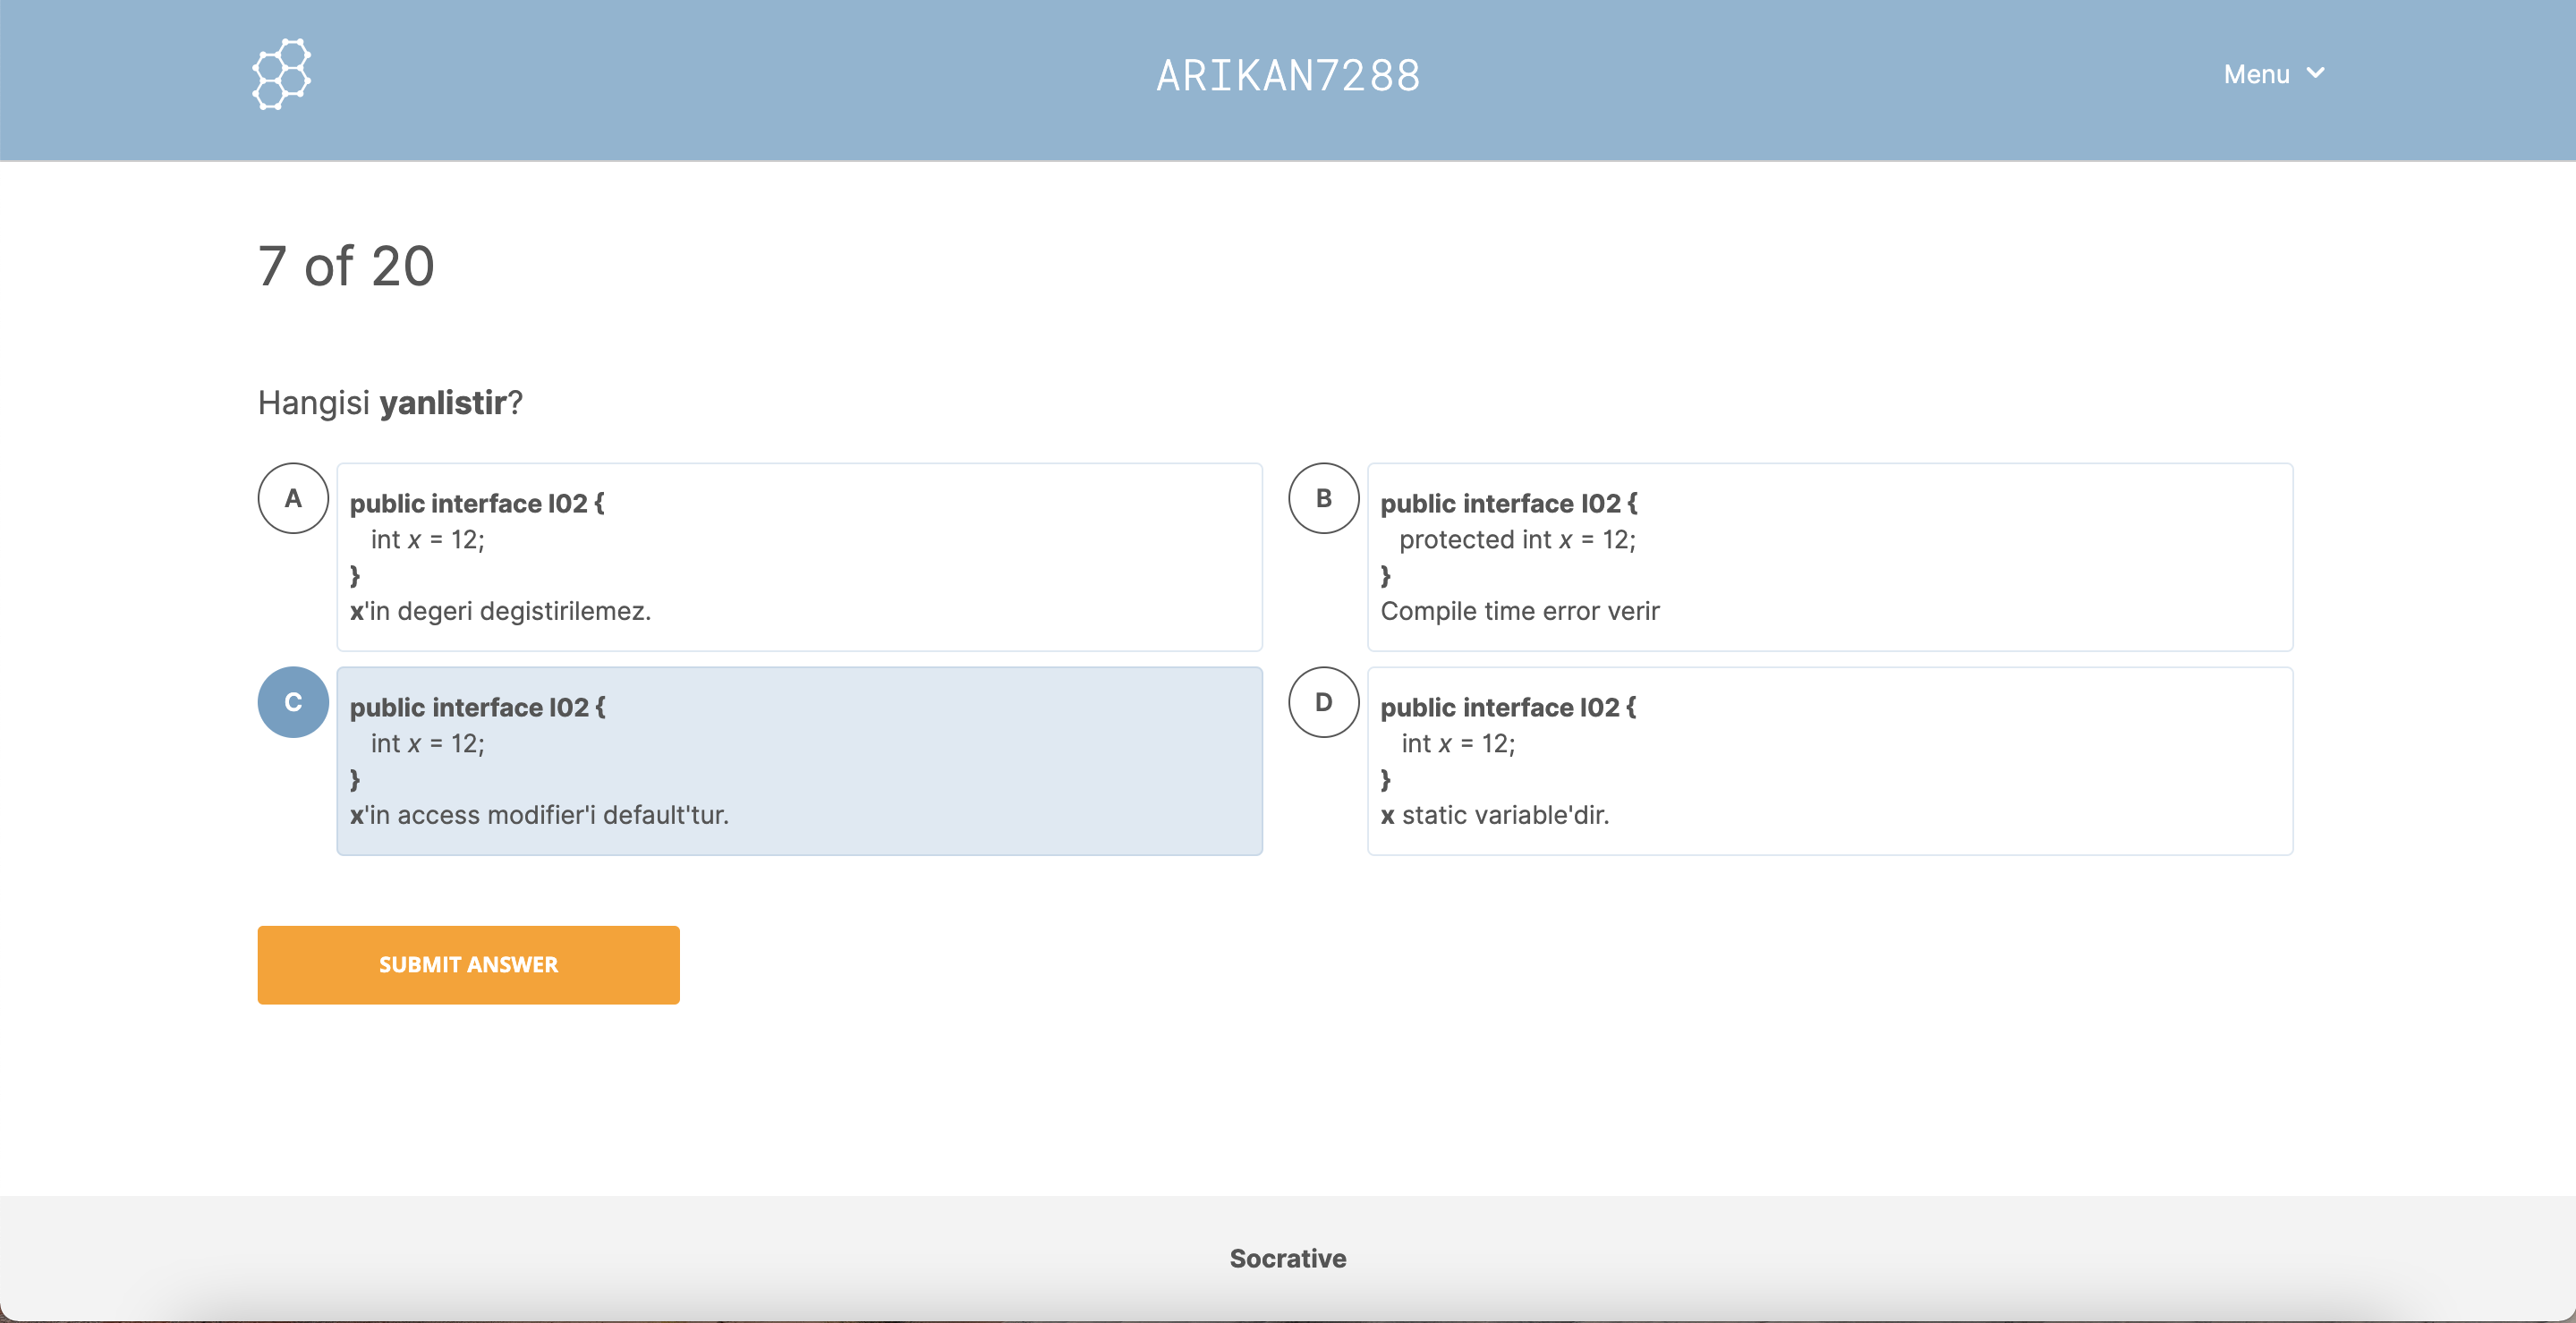 ARIKAN7288
Menu
7 of 20
Hangisi yanlistir?
A
public interface I02 {
int x = 12;
}
x'in degeri degistirilemez.
B
public interface I02 {
protected int x = 12;
}
Compile time error verir
C
public interface I02 {
int x = 12;
}
x'in access modifier'i default'tur.
D
public interface I02 {
int x = 12;
}
x static variable'dir.
SUBMIT ANSWER
Socrative